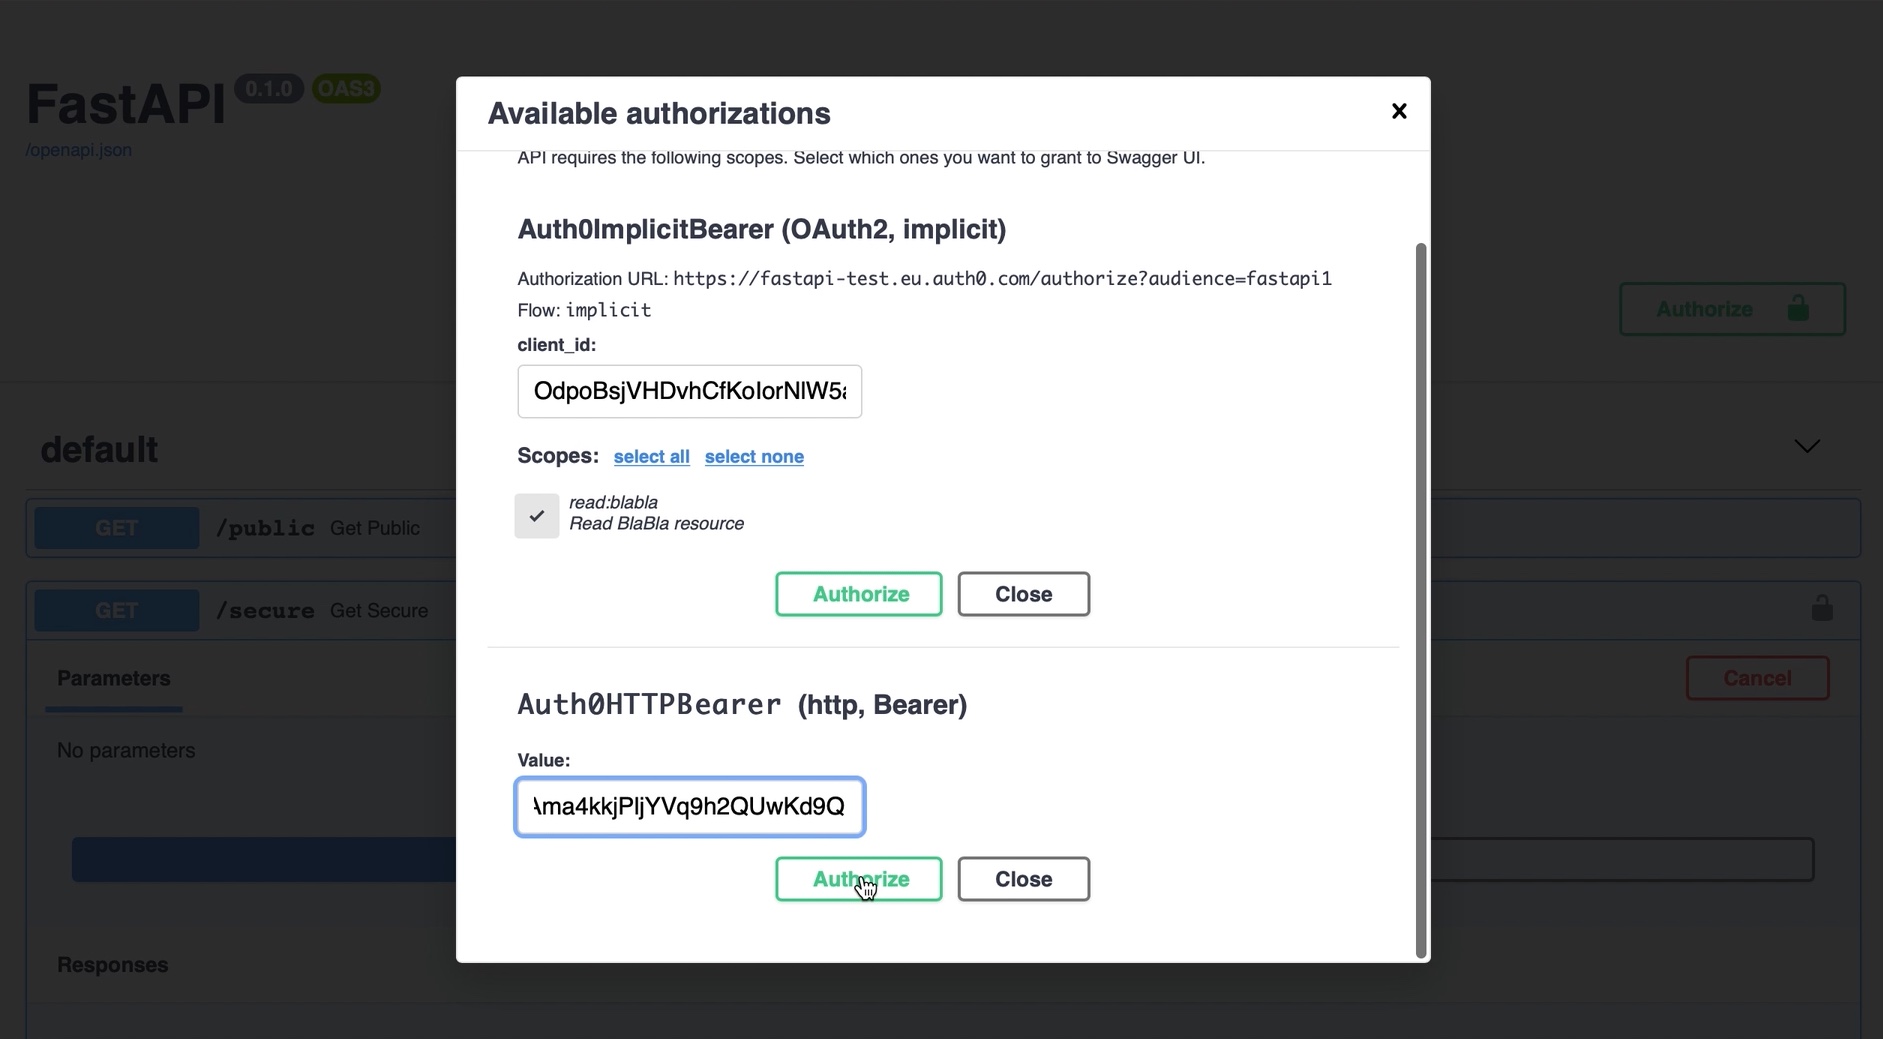 FastAPI 0.1.0 OAS3
/openapi.json
Available authorizations
API requires the following scopes. Select which ones you want to grant to Swagger UI.
Auth0ImplicitBearer (OAuth2, implicit)
Authorization URL: https://fastapi-test.eu.auth0.com/authorize?audience=fastapi1
Flow: implicit
client_id:
OdpoBsjVHDvhCfKoIorNlW5a
Scopes: select all select none
read:blabla
Read BlaBla resource
Authorize Close
Auth0HTTPBearer (http, Bearer)
Value:
Ama4kkjPljYVq9h2QUwKd9Q
Authorize Close
Authorize
default
GET /public Get Public
GET /secure Get Secure
Parameters
Cancel
No parameters
Responses